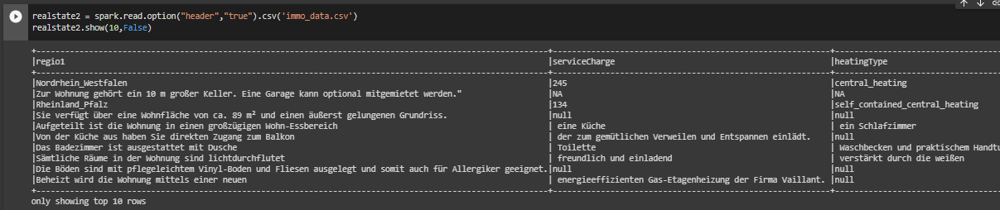 realstate2 = spark.read.option("header","true").csv('immo_data.csv')
realstate2.show(10,False)
+--------------------------------------------------------------------------------------------------+-----------------------------------------------------+------------------------------
|regio1 |serviceCharge |heatingType
+--------------------------------------------------------------------------------------------------+-----------------------------------------------------+------------------------------
|Nordrhein_Westfalen |245 |central_heating
|Zur Wohnung gehört ein 10 m großer Keller. Eine Garage kann optional mitgemietet werden." |NA |NA
|Rheinland_Pfalz |134 |self_contained_central_heating
|Sie verfügt über eine Wohnfläche von ca. 89 m² und einen äußerst gelungenen Grundriss. |null |null
|Aufgeteilt ist die Wohnung in einen großzügigen Wohn-Essbereich | eine Küche | ein Schlafzimmer
|Von der Küche aus haben Sie direkten Zugang zum Balkon | der zum gemütlichen Verweilen und Entspannen einlädt. |null
|Das Badezimmer ist ausgestattet mit Dusche | Toilette | Waschbecken und praktischem Handtu
|Sämtliche Räume in der Wohnung sind lichtdurchflutet | freundlich und einladend | verstärkt durch die weißen
|Die Böden sind mit pflegeleichtem Vinyl-Boden und Fliesen ausgelegt und somit auch für Allergiker geeignet.|null |null
|Beheizt wird die Wohnung mittels einer neuen | energieeffizienten Gas-Etagenheizung der Firma Vaillant. |null
+--------------------------------------------------------------------------------------------------+-----------------------------------------------------+------------------------------
only showing top 10 rows